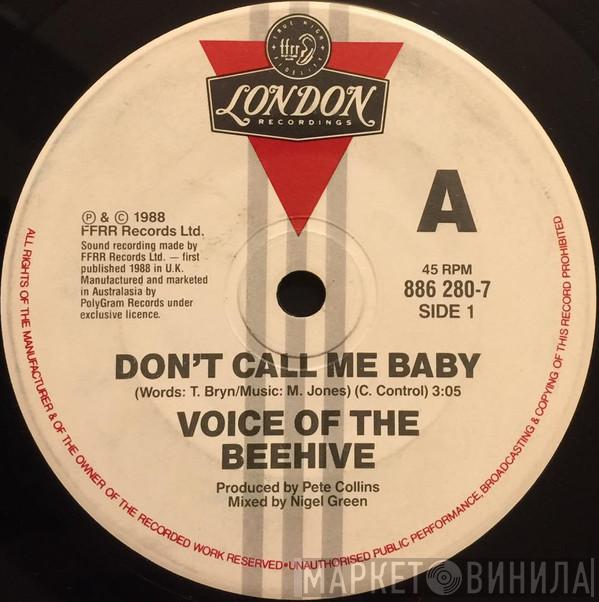 TRUE HIGH
ffrr
FIDELITY
LONDON
RECORDINGS
A
Ⓟ & © 1988
FFRR Records Ltd.
Sound recording made by
FFRR Records Ltd. — first
published 1988 in U.K.
Manufactured and marketed
in Australasia by
PolyGram Records under
exclusive licence.
45 RPM
886 280-7
SIDE 1
DON'T CALL ME BABY
(Words: T. Bryn/Music: M. Jones) (C. Control) 3:05
VOICE OF THE
BEEHIVE
Produced by Pete Collins
Mixed by Nigel Green
ALL RIGHTS OF THE MANUFACTURER & OF THE OWNER OF THE RECORDED WORK RESERVED•UNAUTHORISED PUBLIC PERFORMANCE, BROADCASTING & COPYING OF THIS RECORD PROHIBITED
МАРКЕТ ВИНИЛА